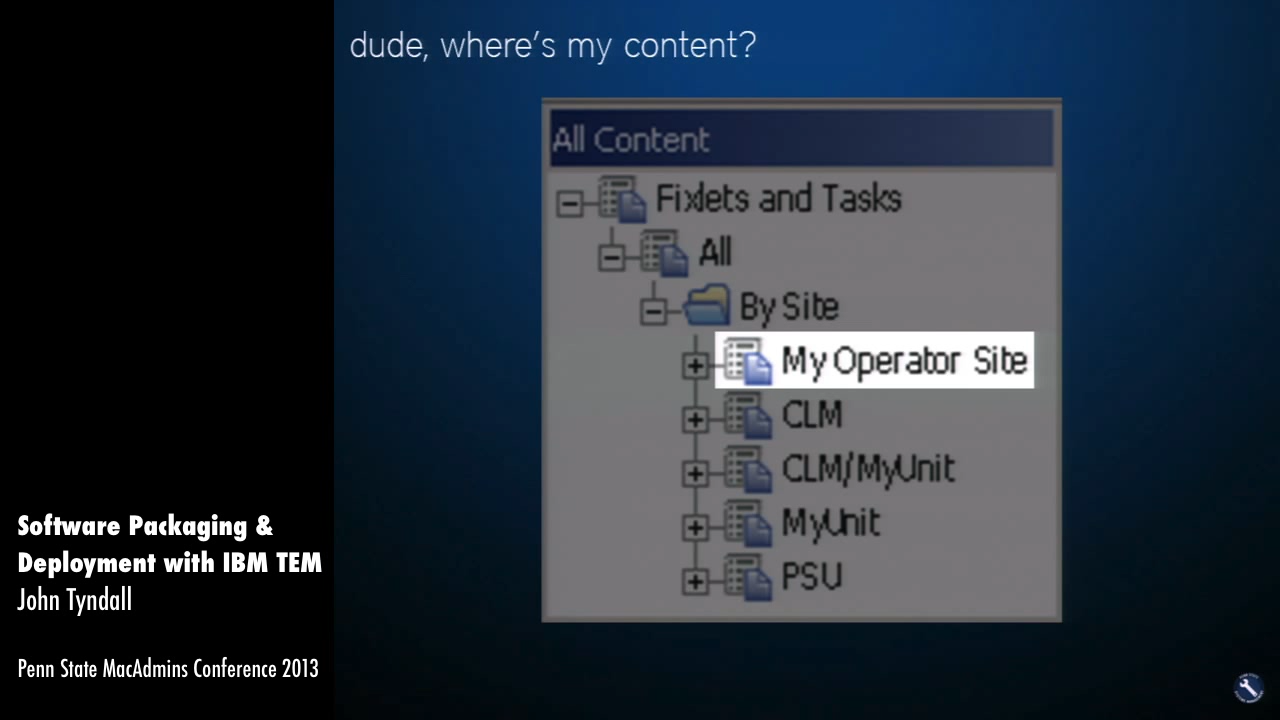 dude, where's my content?
All Content
Fixlets and Tasks
All
By Site
My Operator Site
CLM
CLM/MyUnit
MyUnit
PSU
Software Packaging &
Deployment with IBM TEM
John Tyndall
Penn State MacAdmins Conference 2013